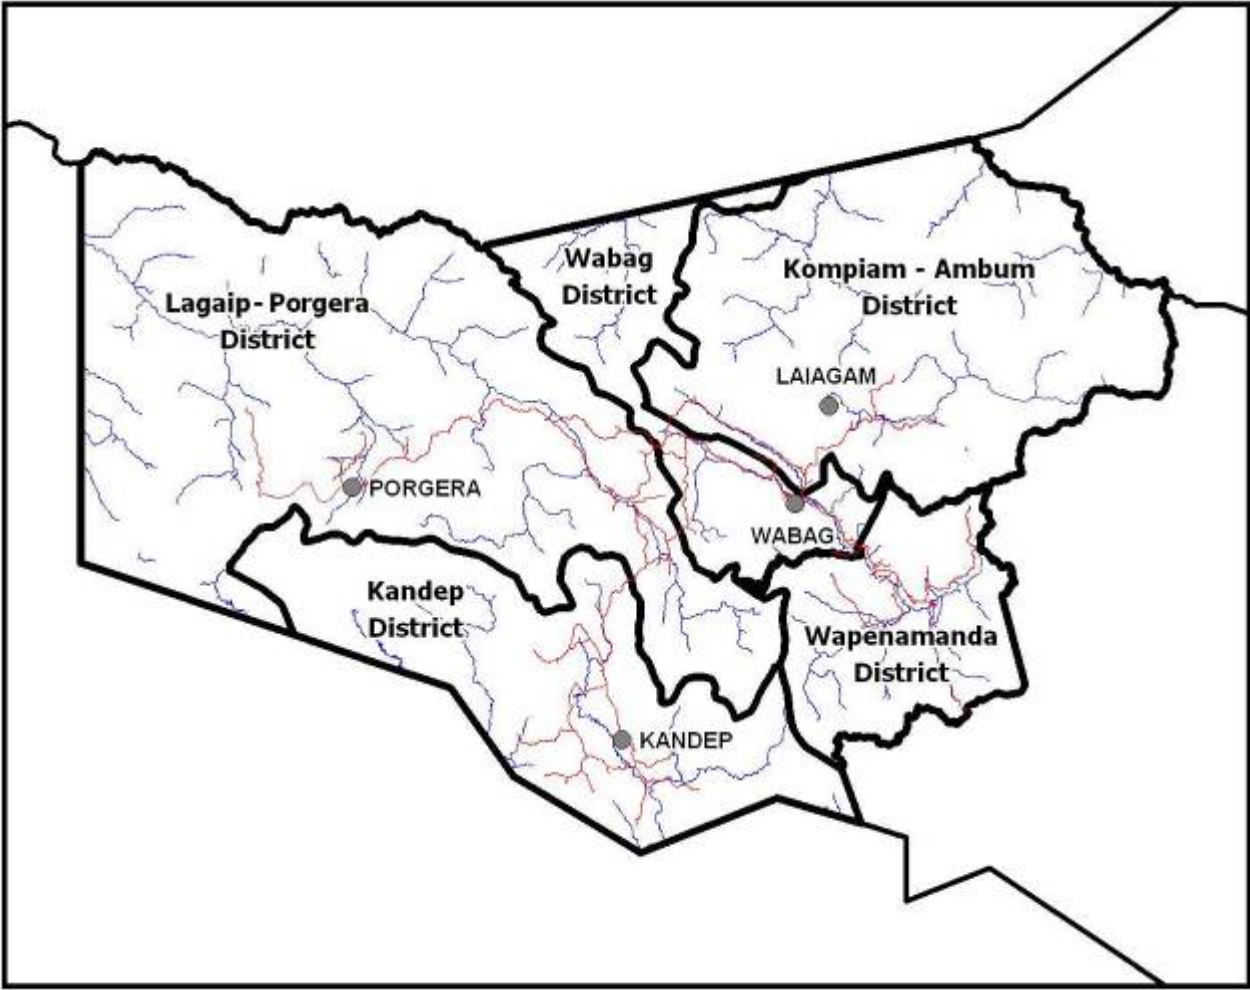 Wabag
District
Kompiam - Ambum
District
Lagaip-Porgera
District
LAIAGAM
PORGERA
WABAG
Kandep
District
Wapenamanda
District
KANDEP